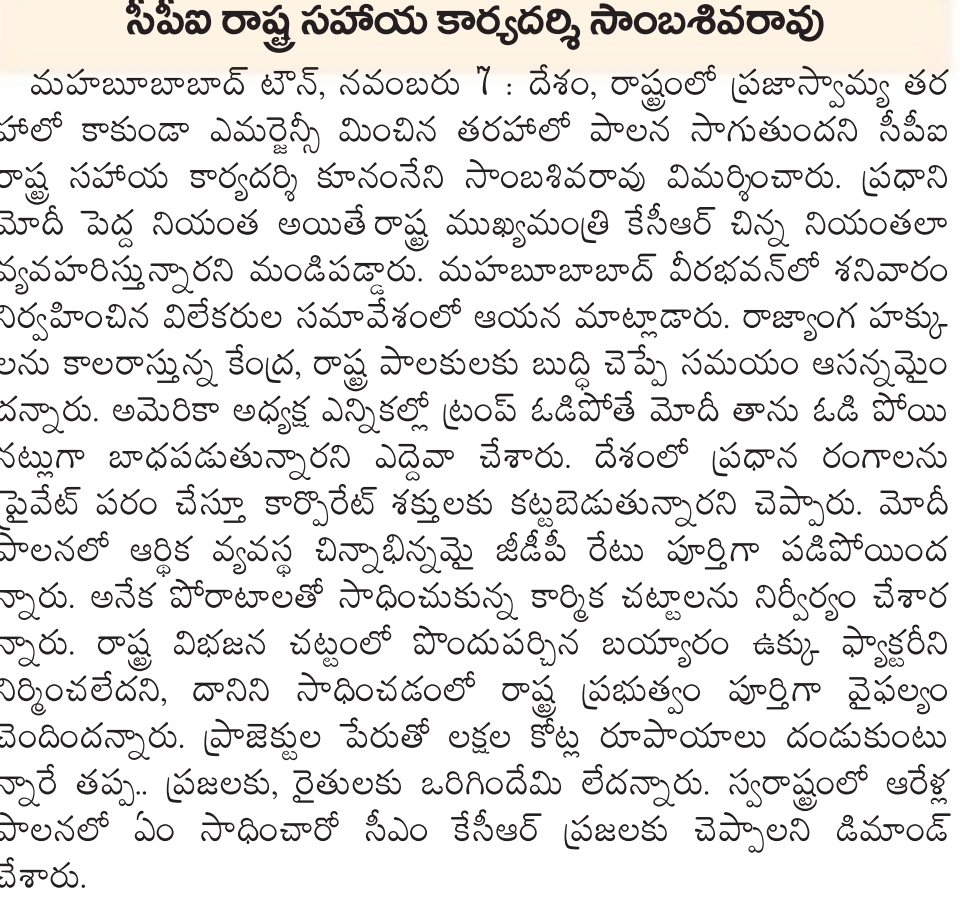 సీపీఐ రాష్ట్ర సహాయ కార్యదర్శి సాంబశివరావు
మహబూబాబాద్ టౌన్, నవంబరు 7 : దేశం, రాష్ట్రంలో ప్రజాస్వామ్య తర
హాలో కాకుండా ఎమర్జెన్సీ మించిన తరహాలో పాలన సాగుతుందని సీపీఐ
రాష్ట్ర సహాయ కార్యదర్శి కూనంనేని సాంబశివరావు విమర్శించారు. ప్రధాని
మోదీ పెద్ద నియంత అయితే రాష్ట్ర ముఖ్యమంత్రి కేసీఆర్ చిన్న నియంతలా
వ్యవహరిస్తున్నారని మండిపడ్డారు. మహబూబాబాద్ వీరభవన్‌లో శనివారం
నిర్వహించిన విలేకరుల సమావేశంలో ఆయన మాట్లాడారు. రాజ్యాంగ హక్కు
లను కాలరాస్తున్న కేంద్ర, రాష్ట్ర పాలకులకు బుద్ధి చెప్పే సమయం ఆసన్నమైం
దన్నారు. అమెరికా అధ్యక్ష ఎన్నికల్లో ట్రంప్ ఓడిపోతే మోదీ తాను ఓడి పోయి
నట్లుగా బాధపడుతున్నారని ఎద్దెవా చేశారు. దేశంలో ప్రధాన రంగాలను
ప్రైవేట్ పరం చేస్తూ కార్పొరేట్ శక్తులకు కట్టబెడుతున్నారని చెప్పారు. మోదీ
పాలనలో ఆర్థిక వ్యవస్థ చిన్నాభిన్నమై జీడీపీ రేటు పూర్తిగా పడిపోయింద
న్నారు. అనేక పోరాటాలతో సాధించుకున్న కార్మిక చట్టాలను నిర్వీర్యం చేశార
న్నారు. రాష్ట్ర విభజన చట్టంలో పొందుపర్చిన బయ్యారం ఉక్కు ఫ్యాక్టరీని
నిర్మించలేదని, దానిని సాధించడంలో రాష్ట్ర ప్రభుత్వం పూర్తిగా వైఫల్యం
చెందిందన్నారు. ప్రాజెక్టుల పేరుతో లక్షల కోట్ల రూపాయాలు దండుకుంటు
న్నారే తప్ప.. ప్రజలకు, రైతులకు ఒరిగిందేమి లేదన్నారు. స్వరాష్ట్రంలో ఆరేళ్ల
పాలనలో ఏం సాధించారో సీఎం కేసీఆర్ ప్రజలకు చెప్పాలని డిమాండ్
చేశారు.